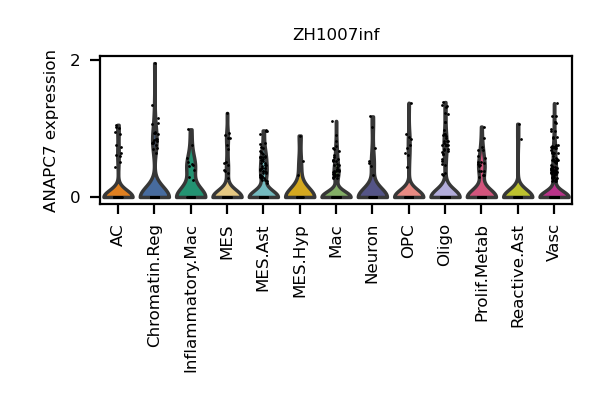 ZH1007inf
ANAPC7 expression
2
0
AC
Chromatin.Reg
Inflammatory.Mac
MES
MES.Ast
MES.Hyp
Mac
Neuron
OPC
Oligo
Prolif.Metab
Reactive.Ast
Vasc